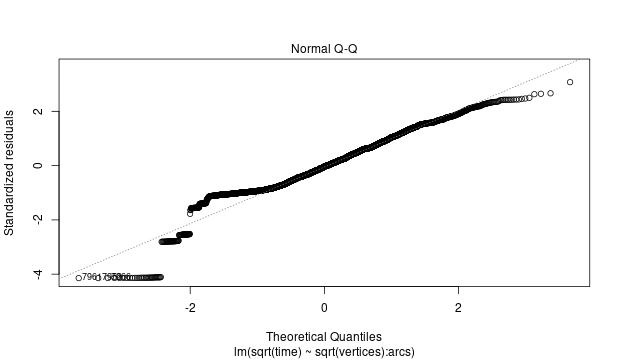 Normal Q-Q
Standardized residuals
2
0
-2
-4
-2
0
2
Theoretical Quantiles
lm(sqrt(time) ~ sqrt(vertices):arcs)